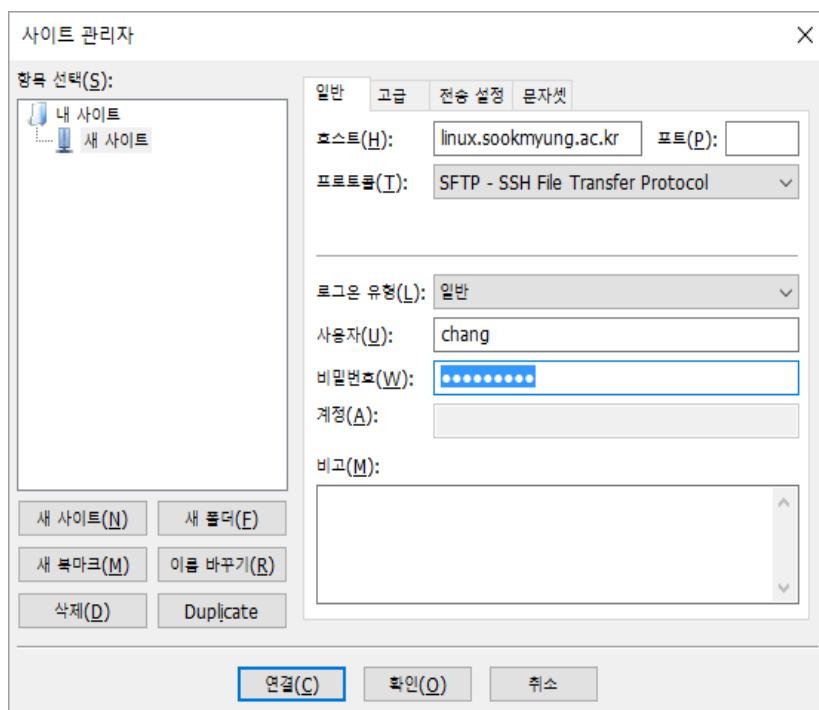 사이트 관리자
항목 선택(S):
내 사이트
새 사이트
새 사이트(N) 새 폴더(F)
새 북마크(M) 이름 바꾸기(R)
삭제(D) Duplicate
일반 고급 전송 설정 문자셋
호스트(H): linux.sookmyung.ac.kr 포트(P):
프로토콜(T): SFTP - SSH File Transfer Protocol
로그온 유형(L): 일반
사용자(U): chang
비밀번호(W): ●●●●●●●●●
계정(A):
비고(M):
연결(C) 확인(O) 취소